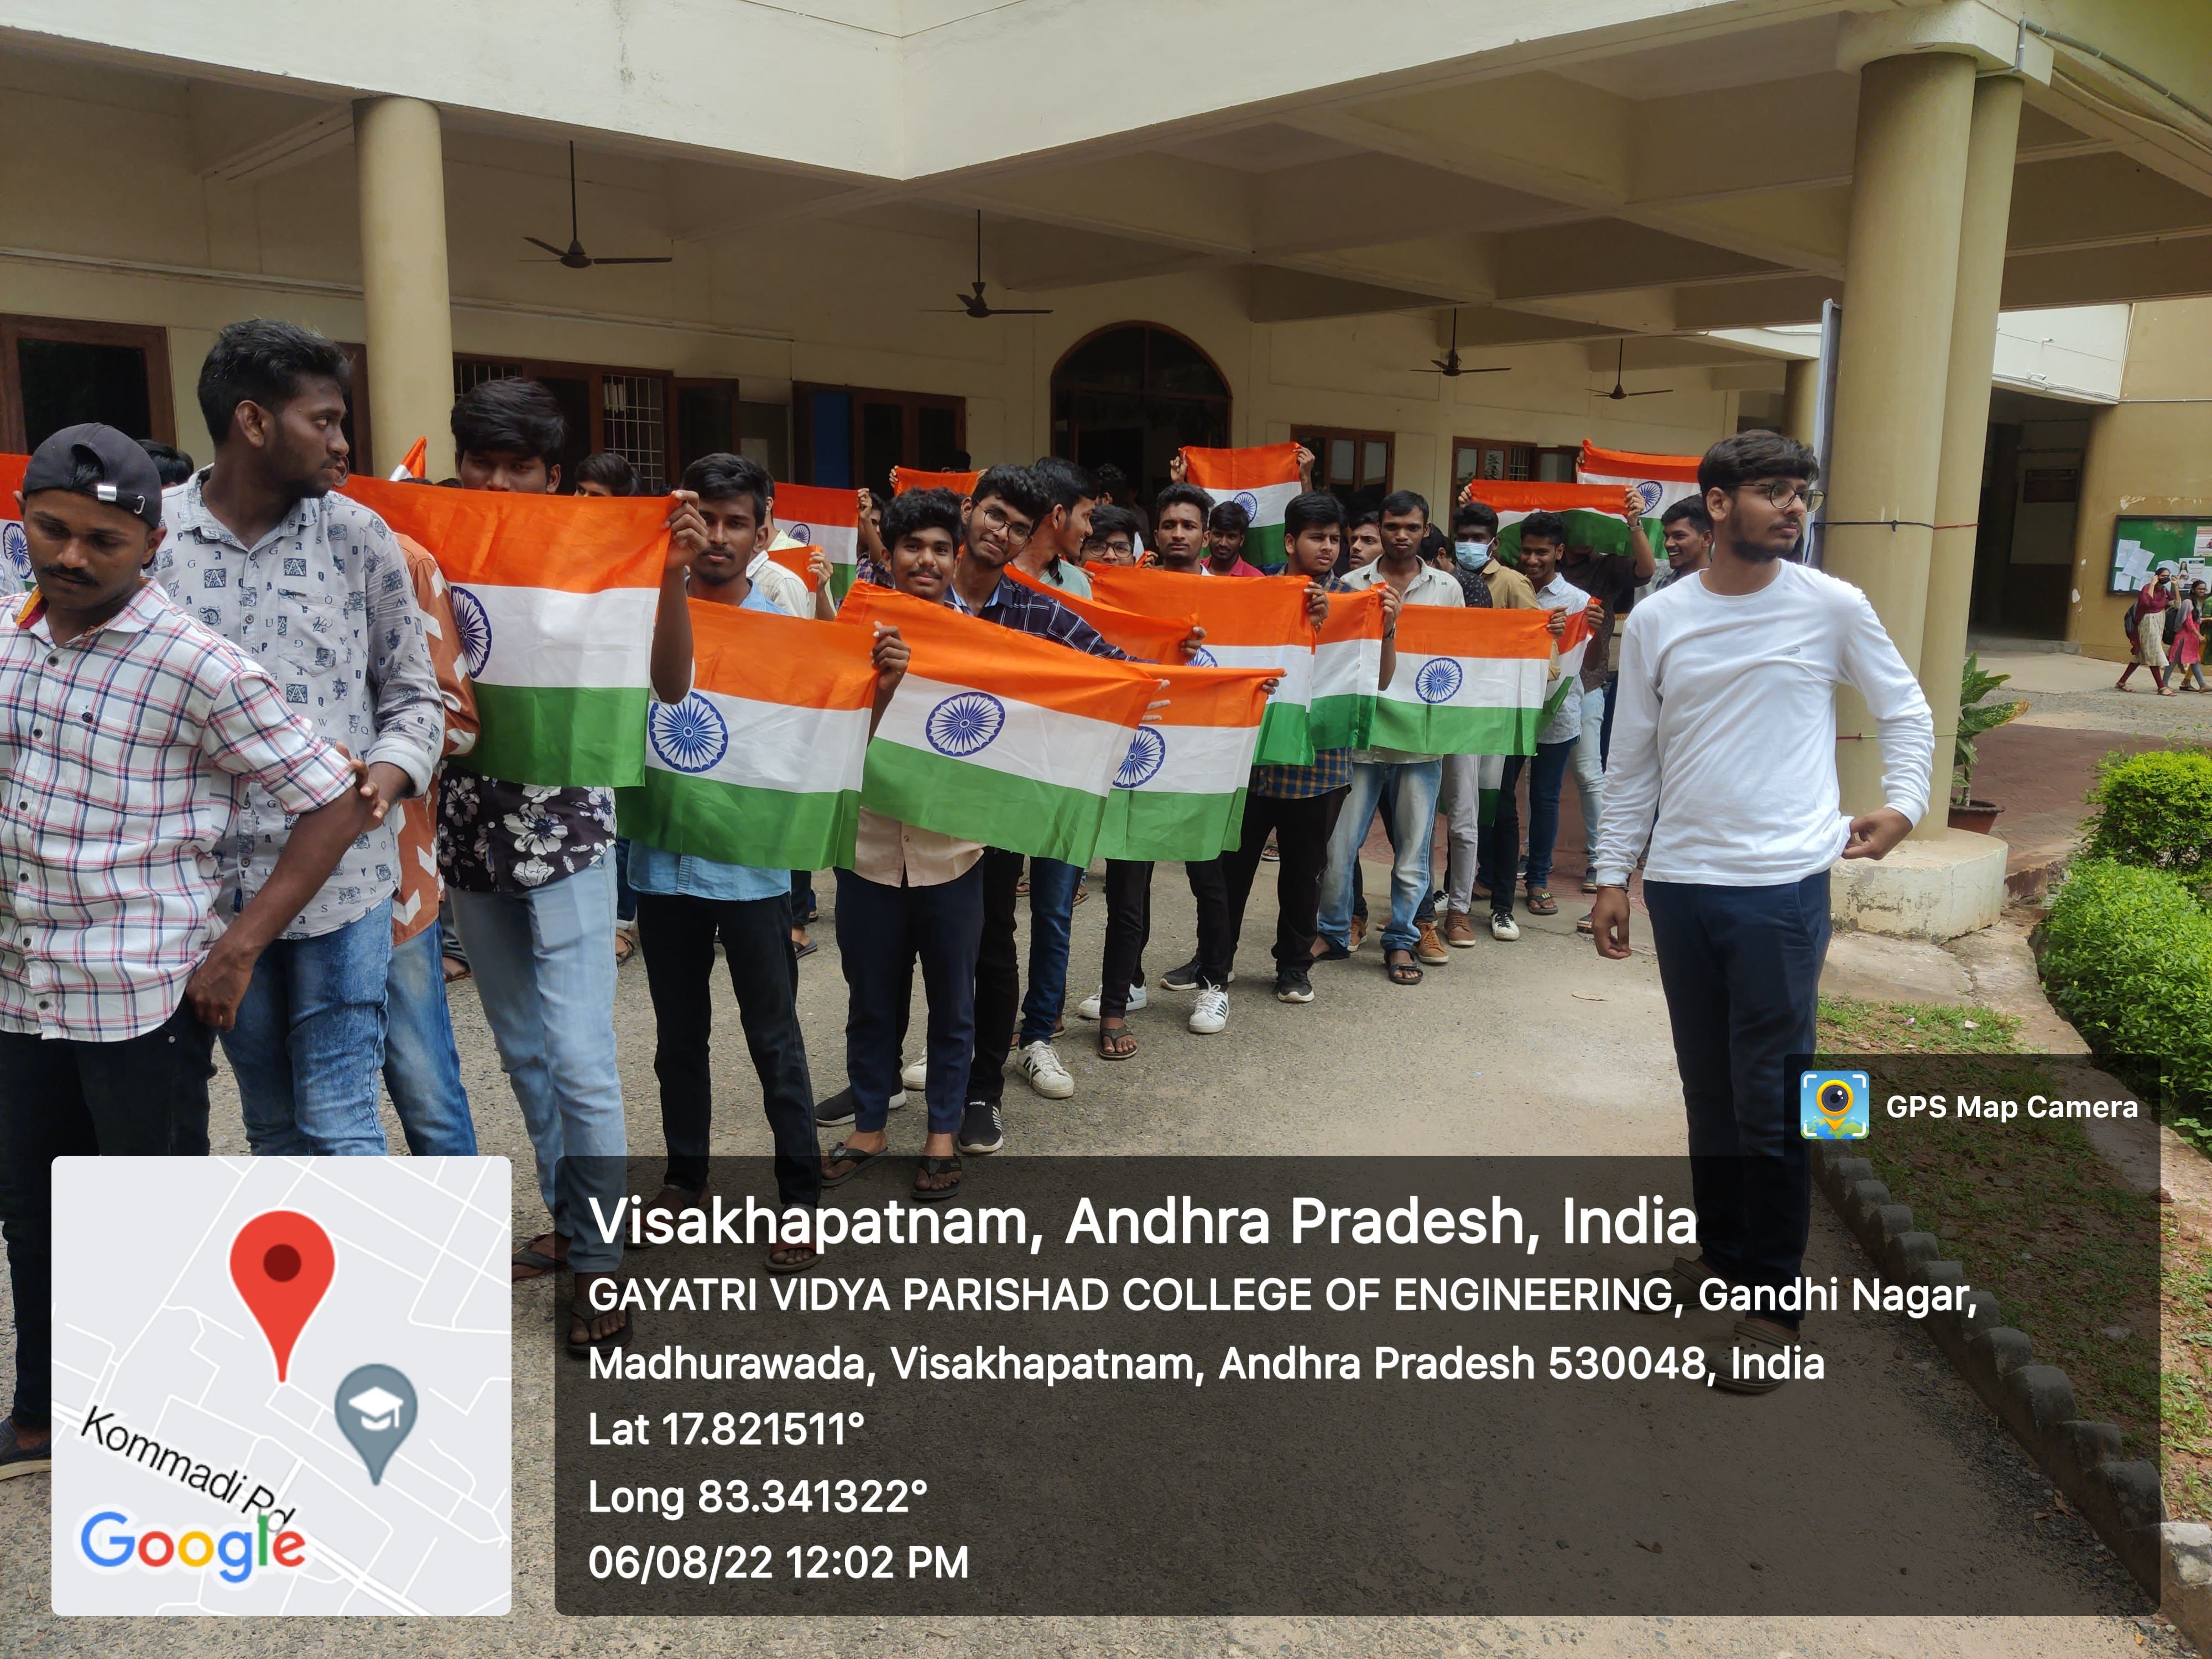 GPS Map Camera
Visakhapatnam, Andhra Pradesh, India
GAYATRI VIDYA PARISHAD COLLEGE OF ENGINEERING, Gandhi Nagar,
Madhurawada, Visakhapatnam, Andhra Pradesh 530048, India
Lat 17.821511°
Long 83.341322°
06/08/22 12:02 PM
Kommadi Rd
Google